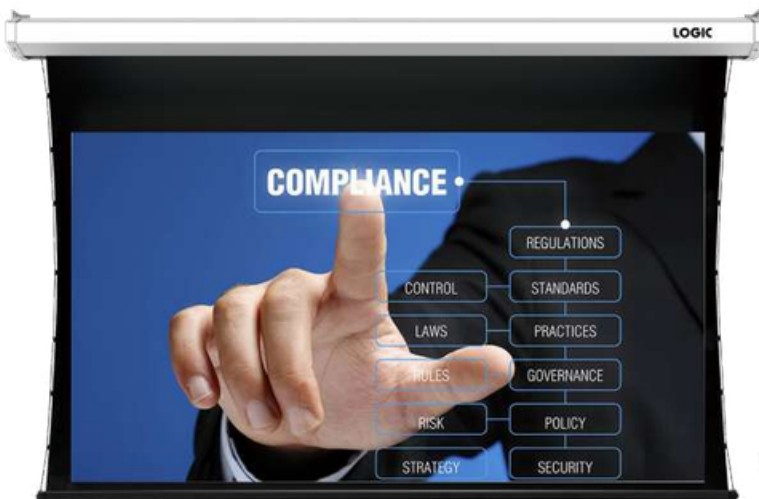 LOGIC
COMPLIANCE
REGULATIONS
CONTROL
STANDARDS
LAWS
PRACTICES
RULES
GOVERNANCE
RISK
POLICY
STRATEGY
SECURITY